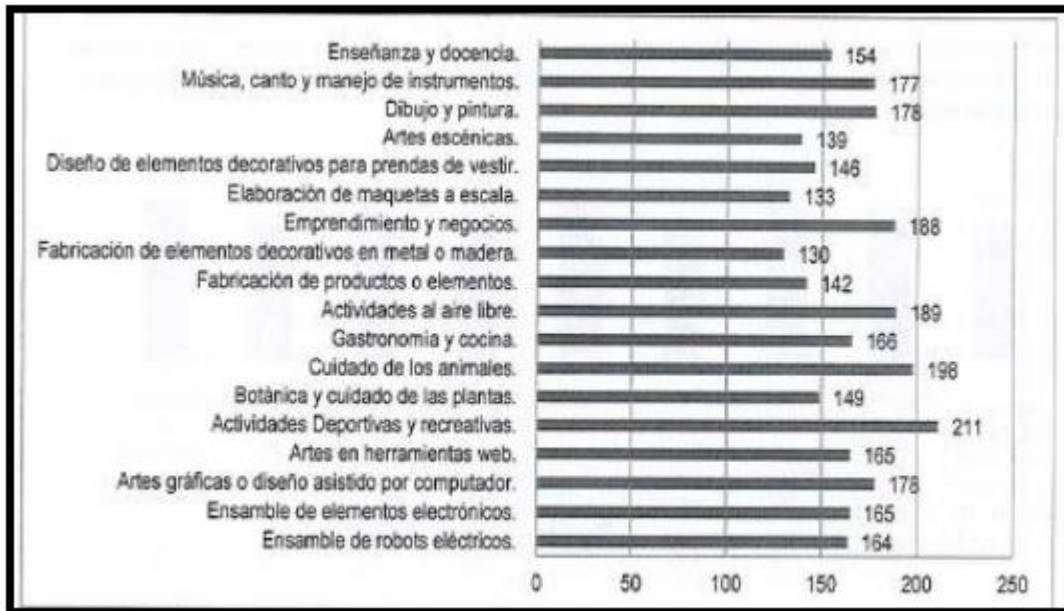 Enseñanza y docencia. 154
Música, canto y manejo de instrumentos. 177
Dibujo y pintura. 178
Artes escénicas. 139
Diseño de elementos decorativos para prendas de vestir. 146
Elaboración de maquetas a escala. 133
Emprendimiento y negocios. 188
Fabricación de elementos decorativos en metal o madera. 130
Fabricación de productos o elementos. 142
Actividades al aire libre. 189
Gastronomía y cocina. 166
Cuidado de los animales. 198
Botánica y cuidado de las plantas. 149
Actividades Deportivas y recreativas. 211
Artes en herramientas web. 165
Artes gráficas o diseño asistido por computador. 178
Ensamble de elementos electrónicos. 165
Ensamble de robots eléctricos. 164
0 50 100 150 200 250